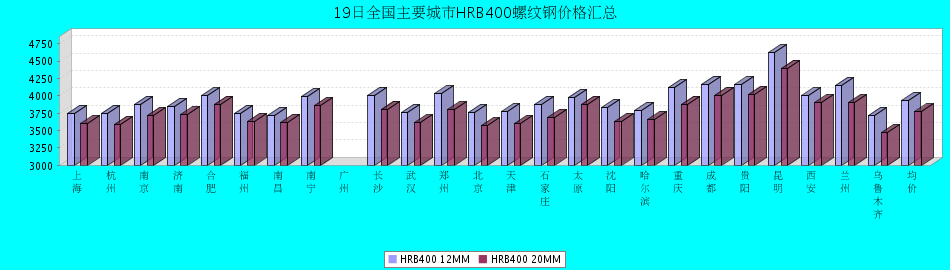 19日全国主要城市HRB400螺纹钢价格汇总
4750
4500
4250
4000
3750
3500
3250
3000
上海
杭州
南京
济南
合肥
福州
南昌
南宁
广州
长沙
武汉
郑州
北京
天津
石家庄
太原
沈阳
哈尔滨
重庆
成都
贵阳
昆明
西安
兰州
乌鲁木齐
均价
HRB400 12MM HRB400 20MM